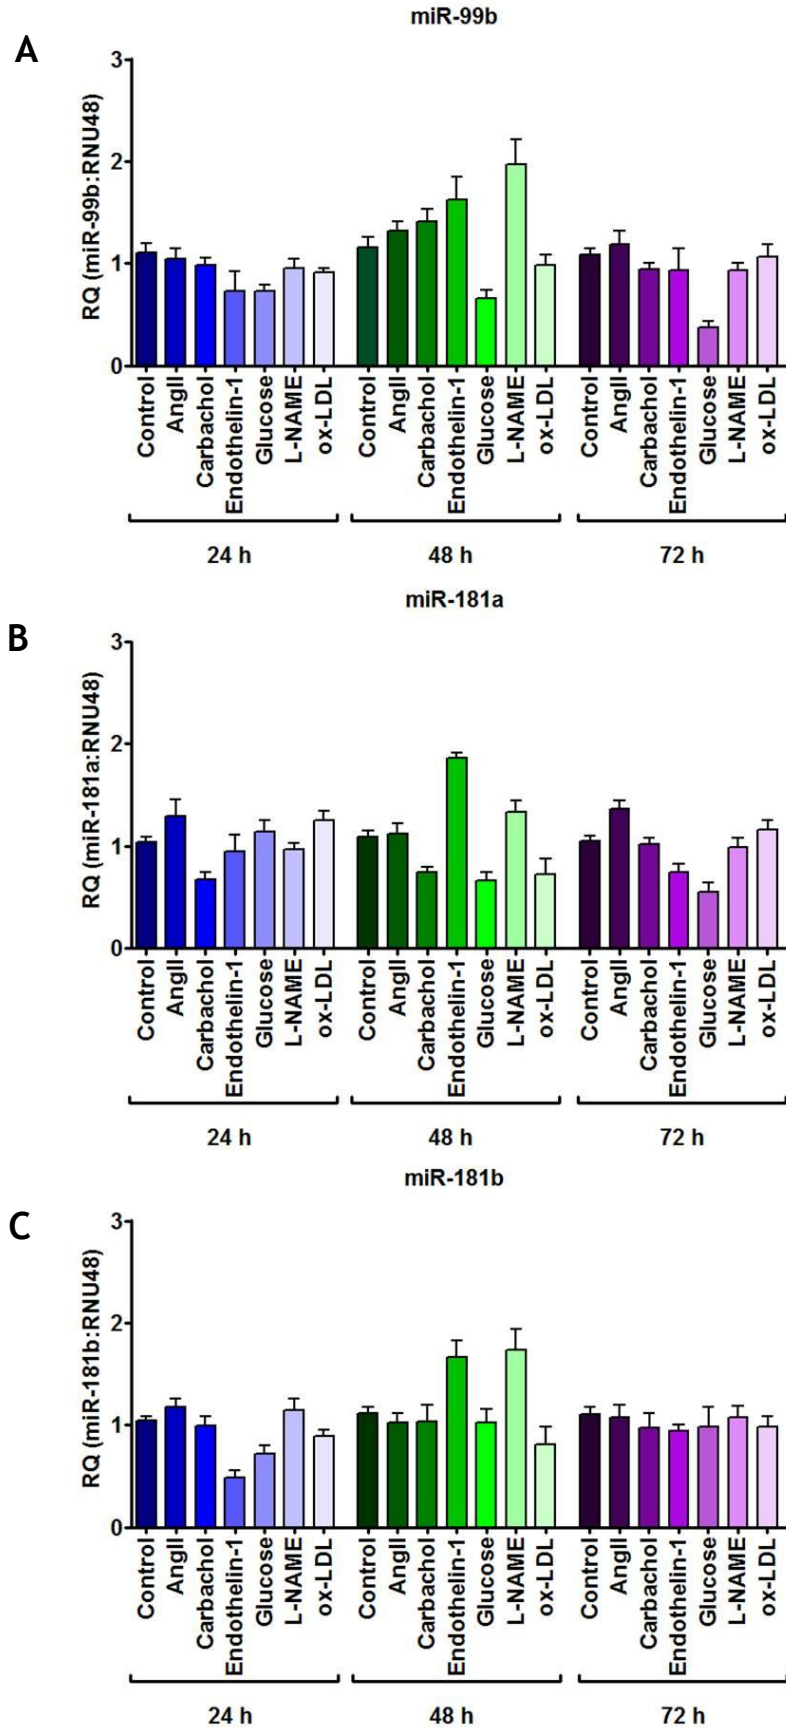 miR-99b
A
RQ (miR-99b:RNU48)
3
2
1
0
Control AngII Carbachol Endothelin-1 Glucose L-NAME ox-LDL Control AngII Carbachol Endothelin-1 Glucose L-NAME ox-LDL Control AngII Carbachol Endothelin-1 Glucose L-NAME ox-LDL
24 h 48 h 72 h
miR-181a
B
RQ (miR-181a:RNU48)
3
2
1
0
Control AngII Carbachol Endothelin-1 Glucose L-NAME ox-LDL Control AngII Carbachol Endothelin-1 Glucose L-NAME ox-LDL Control AngII Carbachol Endothelin-1 Glucose L-NAME ox-LDL
24 h 48 h 72 h
miR-181b
C
RQ (miR-181b:RNU48)
3
2
1
0
Control AngII Carbachol Endothelin-1 Glucose L-NAME ox-LDL Control AngII Carbachol Endothelin-1 Glucose L-NAME ox-LDL Control AngII Carbachol Endothelin-1 Glucose L-NAME ox-LDL
24 h 48 h 72 h